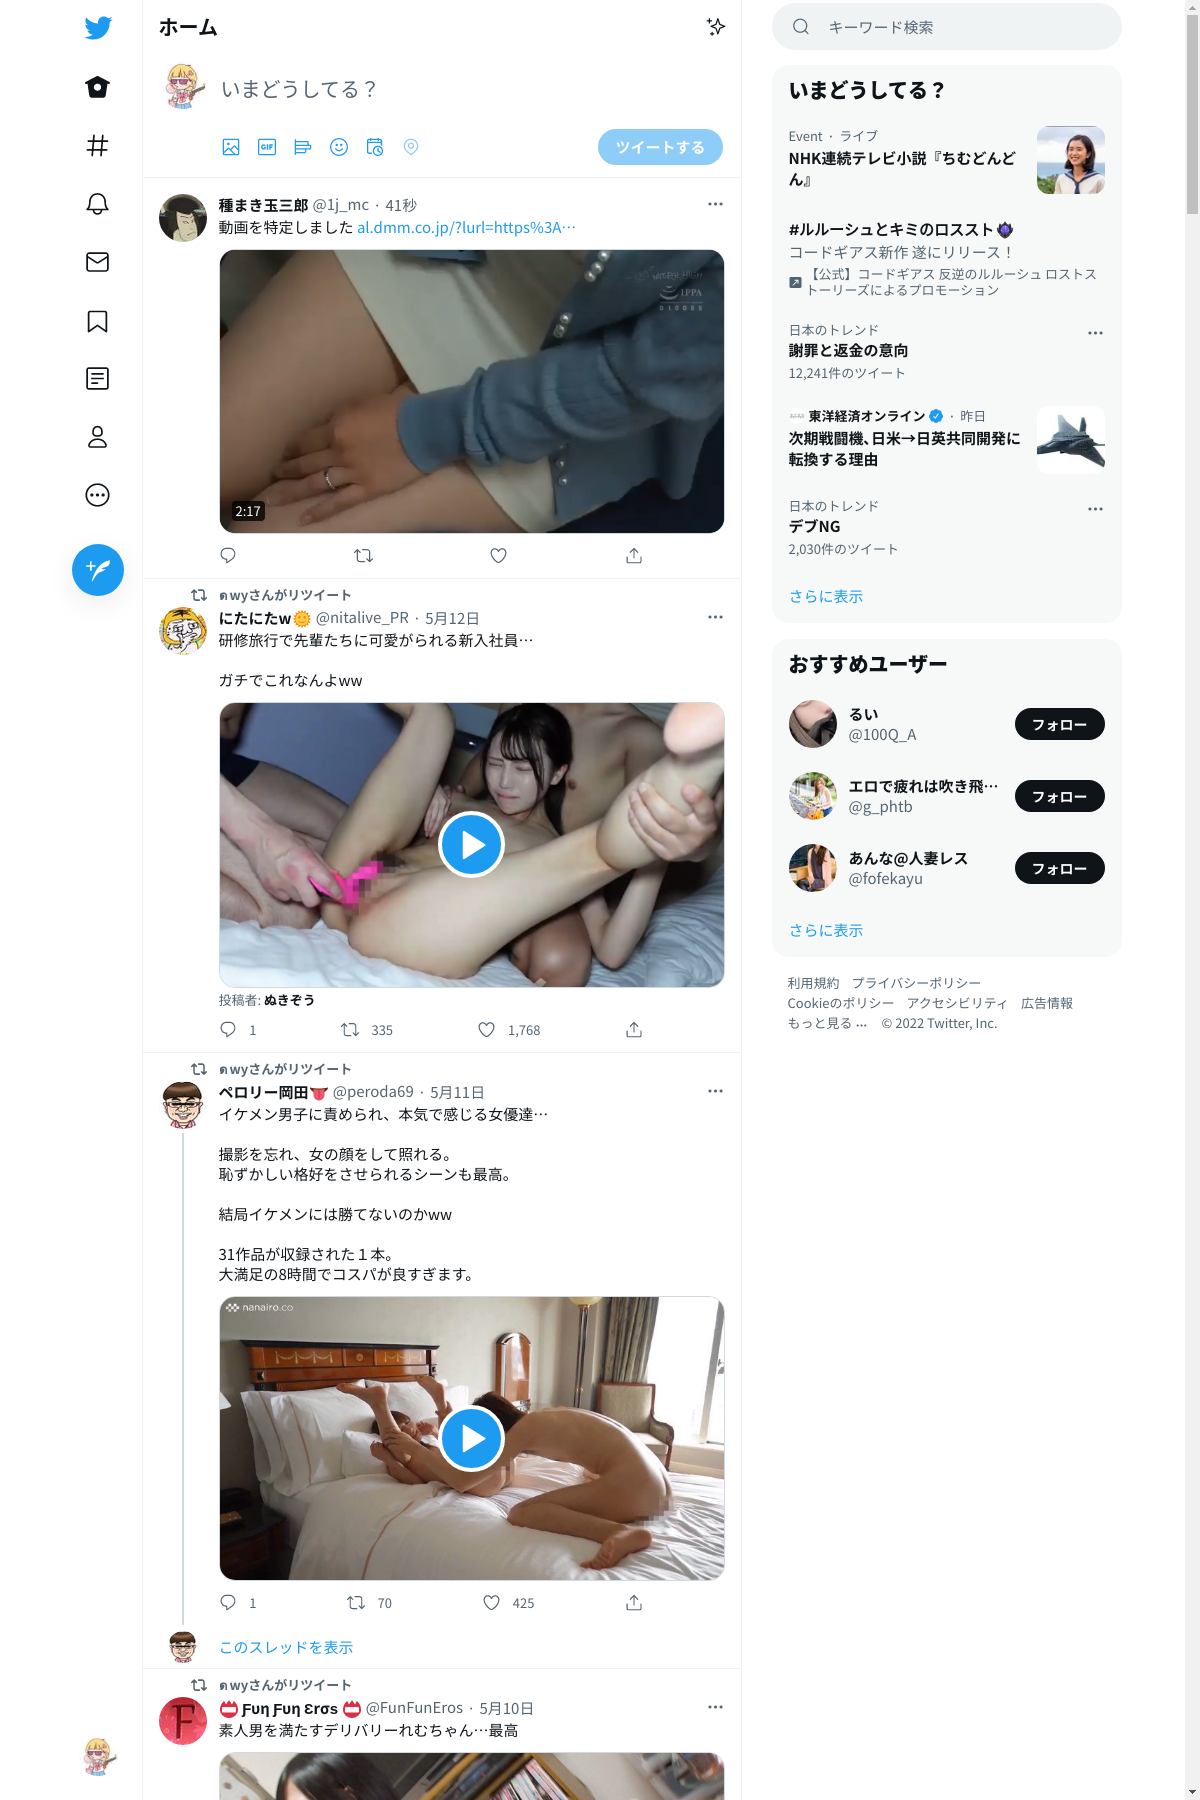 ホーム
いまどうしてる？
GIF
ツイートする
種まき玉三郎 @1j_mc · 41秒
動画を特定しました al.dmm.co.jp/?lurl=https%3A…
IPPA
2:17
wyさんがリツイート
にたにたw @nitalive_PR · 5月12日
研修旅行で先輩たちに可愛がられる新入社員…
ガチでこれなんよww
投稿者: ぬきぞう
1 335 1,768
wyさんがリツイート
ペロリー岡田 @peroda69 · 5月11日
イケメン男子に責められ、本気で感じる女優達…
撮影を忘れ、女の顔をして照れる。
恥ずかしい格好をさせられるシーンも最高。
結局イケメンには勝てないのかww
31作品が収録された１本。
大満足の8時間でコスパが良すぎます。
nanairo.co
1 70 425
このスレッドを表示
wyさんがリツイート
Ƒυη Ƒυη Ɛrσs @FunFunEros · 5月10日
素人男を満たすデリバリーれむちゃん…最高
キーワード検索
いまどうしてる？
Event · ライブ
NHK連続テレビ小説『ちむどんど
ん』
#ルルーシュとキミのロススト
コードギアス新作 遂にリリース！
【公式】コードギアス 反逆のルルーシュ ロストス
トーリーズによるプロモーション
日本のトレンド
謝罪と返金の意向
12,241件のツイート
東洋経済オンライン · 昨日
次期戦闘機､日米→日英共同開発に
転換する理由
日本のトレンド
デブNG
2,030件のツイート
さらに表示
おすすめユーザー
るい
@100Q_A
フォロー
エロで疲れは吹き飛…
@g_phtb
フォロー
あんな@人妻レス
@fofekayu
フォロー
さらに表示
利用規約 プライバシーポリシー
Cookieのポリシー アクセシビリティ 広告情報
もっと見る … © 2022 Twitter, Inc.